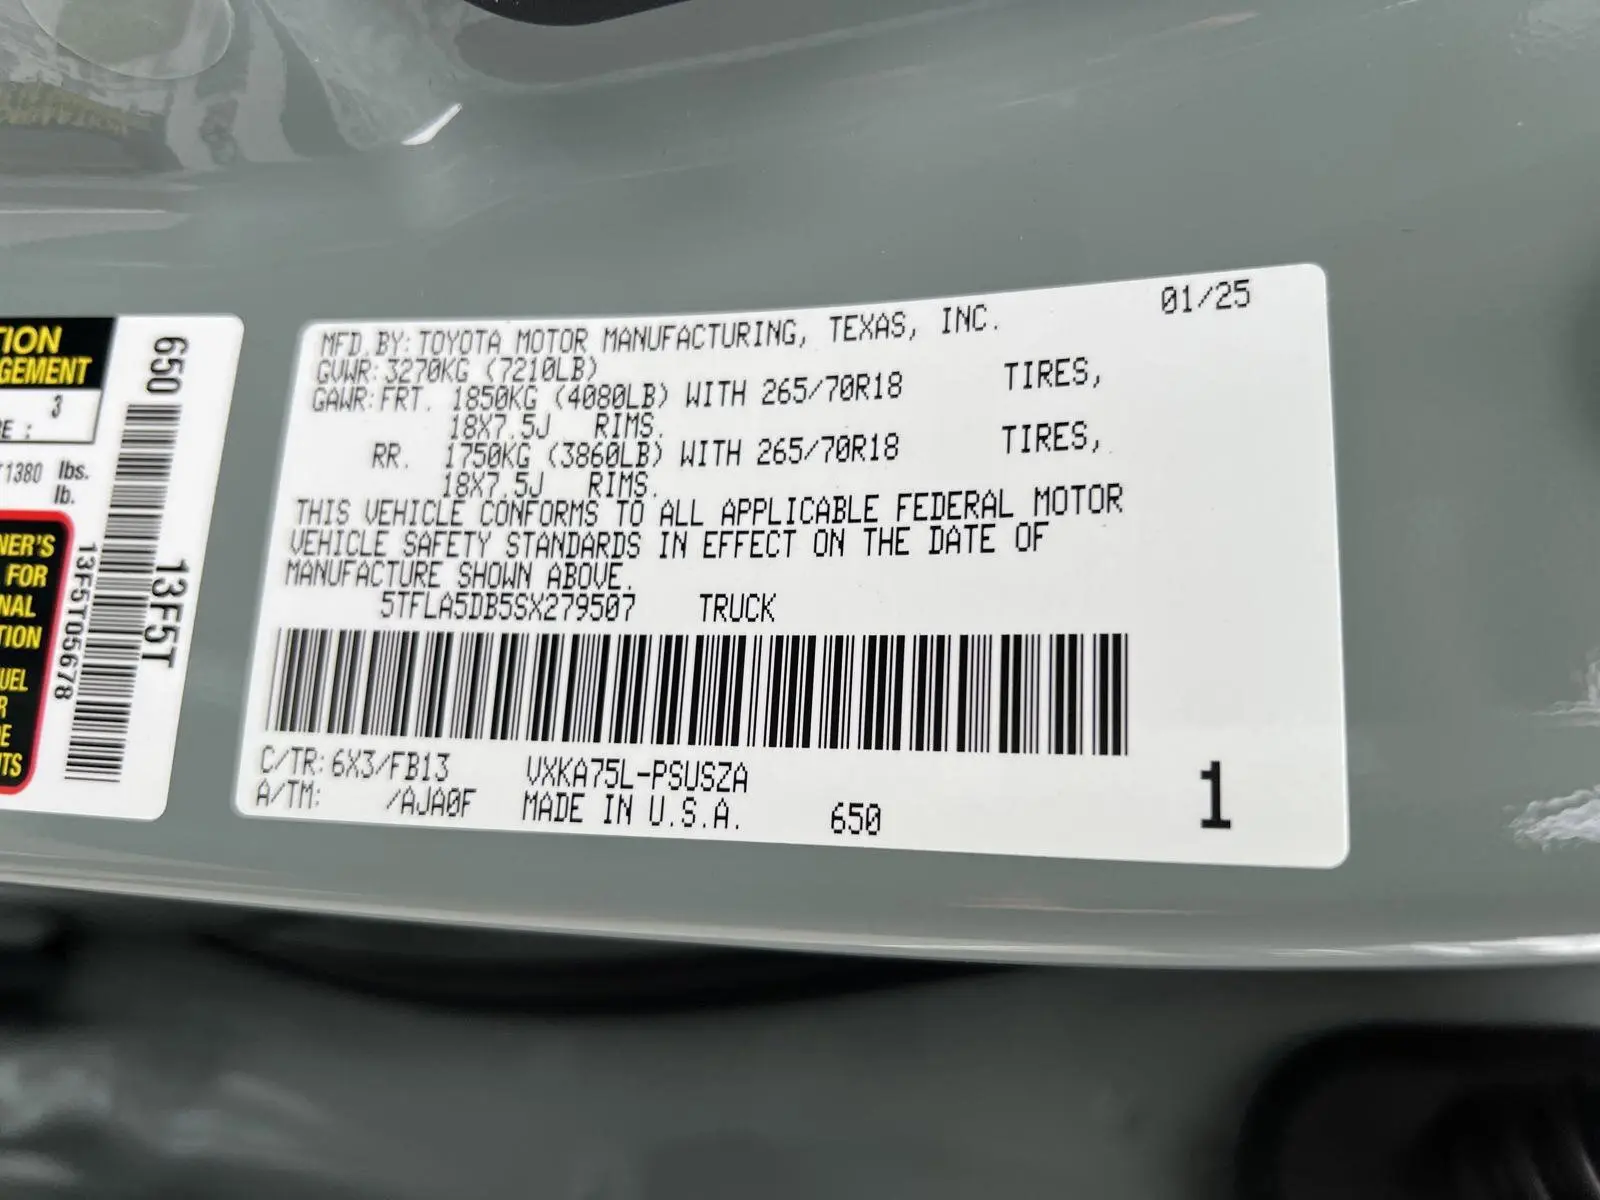 TION
GEMENT
3
E :
1380 lbs.
lb.
NER'S
FOR
NAL
TION
UEL
R
E
TS
650
13F5T
13F5T05678
MFD.BY: TOYOTA MOTOR MANUFACTURING, TEXAS, INC. 01/25
GVWR: 3270KG (7210LB)
GAWR: FRT. 1850KG (4080LB) WITH 265/70R18 TIRES,
18X7.5J RIMS.
RR. 1750KG (3860LB) WITH 265/70R18 TIRES,
18X7.5J RIMS.
THIS VEHICLE CONFORMS TO ALL APPLICABLE FEDERAL MOTOR
VEHICLE SAFETY STANDARDS IN EFFECT ON THE DATE OF
MANUFACTURE SHOWN ABOVE.
5TFLA5DB5SX279507 TRUCK
C/TR: 6X3/FB13 VXKA75L-PSUSZA
A/TM: /AJA0F MADE IN U.S.A. 650
1